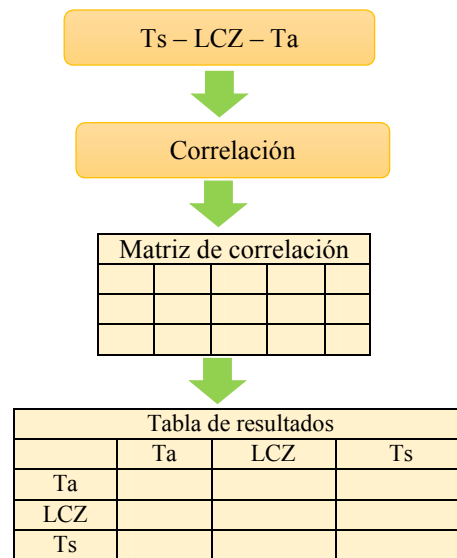 Ts – LCZ – Ta
Correlación
Matriz de correlación
Tabla de resultados
Ta LCZ Ts
Ta
LCZ
Ts